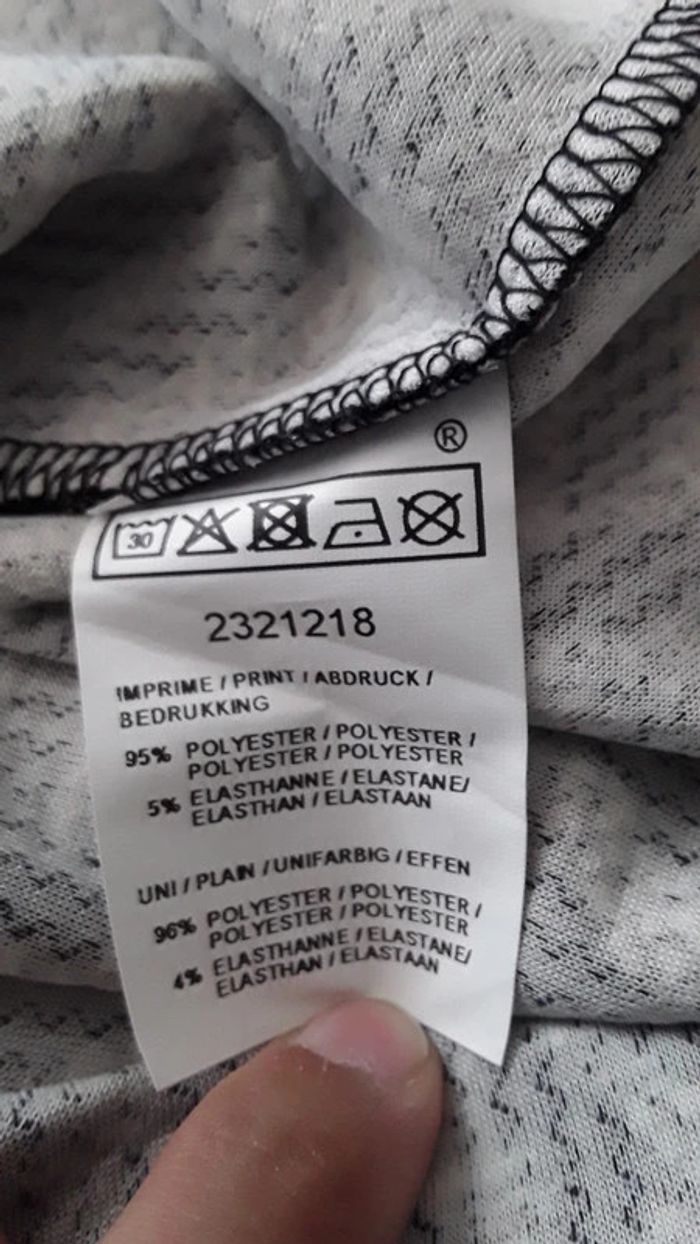 ®
30
2321218
IMPRIME / PRINT / ABDRUCK /
BEDRUKKING
95% POLYESTER / POLYESTER /
POLYESTER / POLYESTER
5% ELASTHANNE / ELASTANE/
ELASTHAN / ELASTAAN
UNI / PLAIN / UNIFARBIG / EFFEN
96% POLYESTER / POLYESTER /
POLYESTER / POLYESTER
4% ELASTHANNE / ELASTANE/
ELASTHAN / ELASTAAN